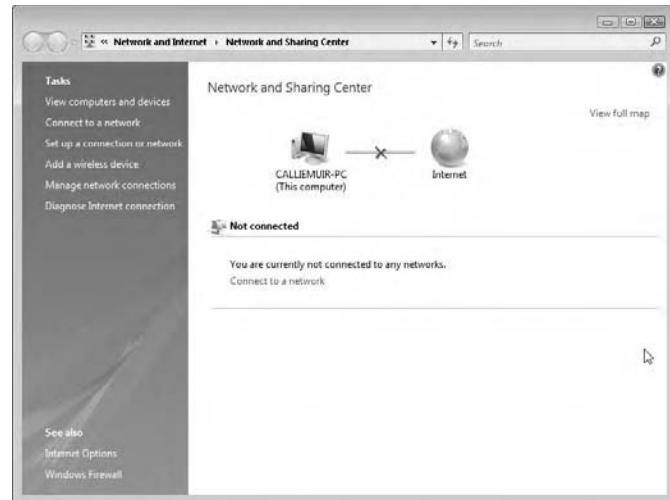 « Network and Internet › Network and Sharing Center
Search
Tasks
View computers and devices
Connect to a network
Set up a connection or network
Add a wireless device
Manage network connections
Diagnose Internet connection
See also
Internet Options
Windows Firewall
Network and Sharing Center
View full map
CALLIEMUIR-PC
(This computer)
Internet
Not connected
You are currently not connected to any networks.
Connect to a network